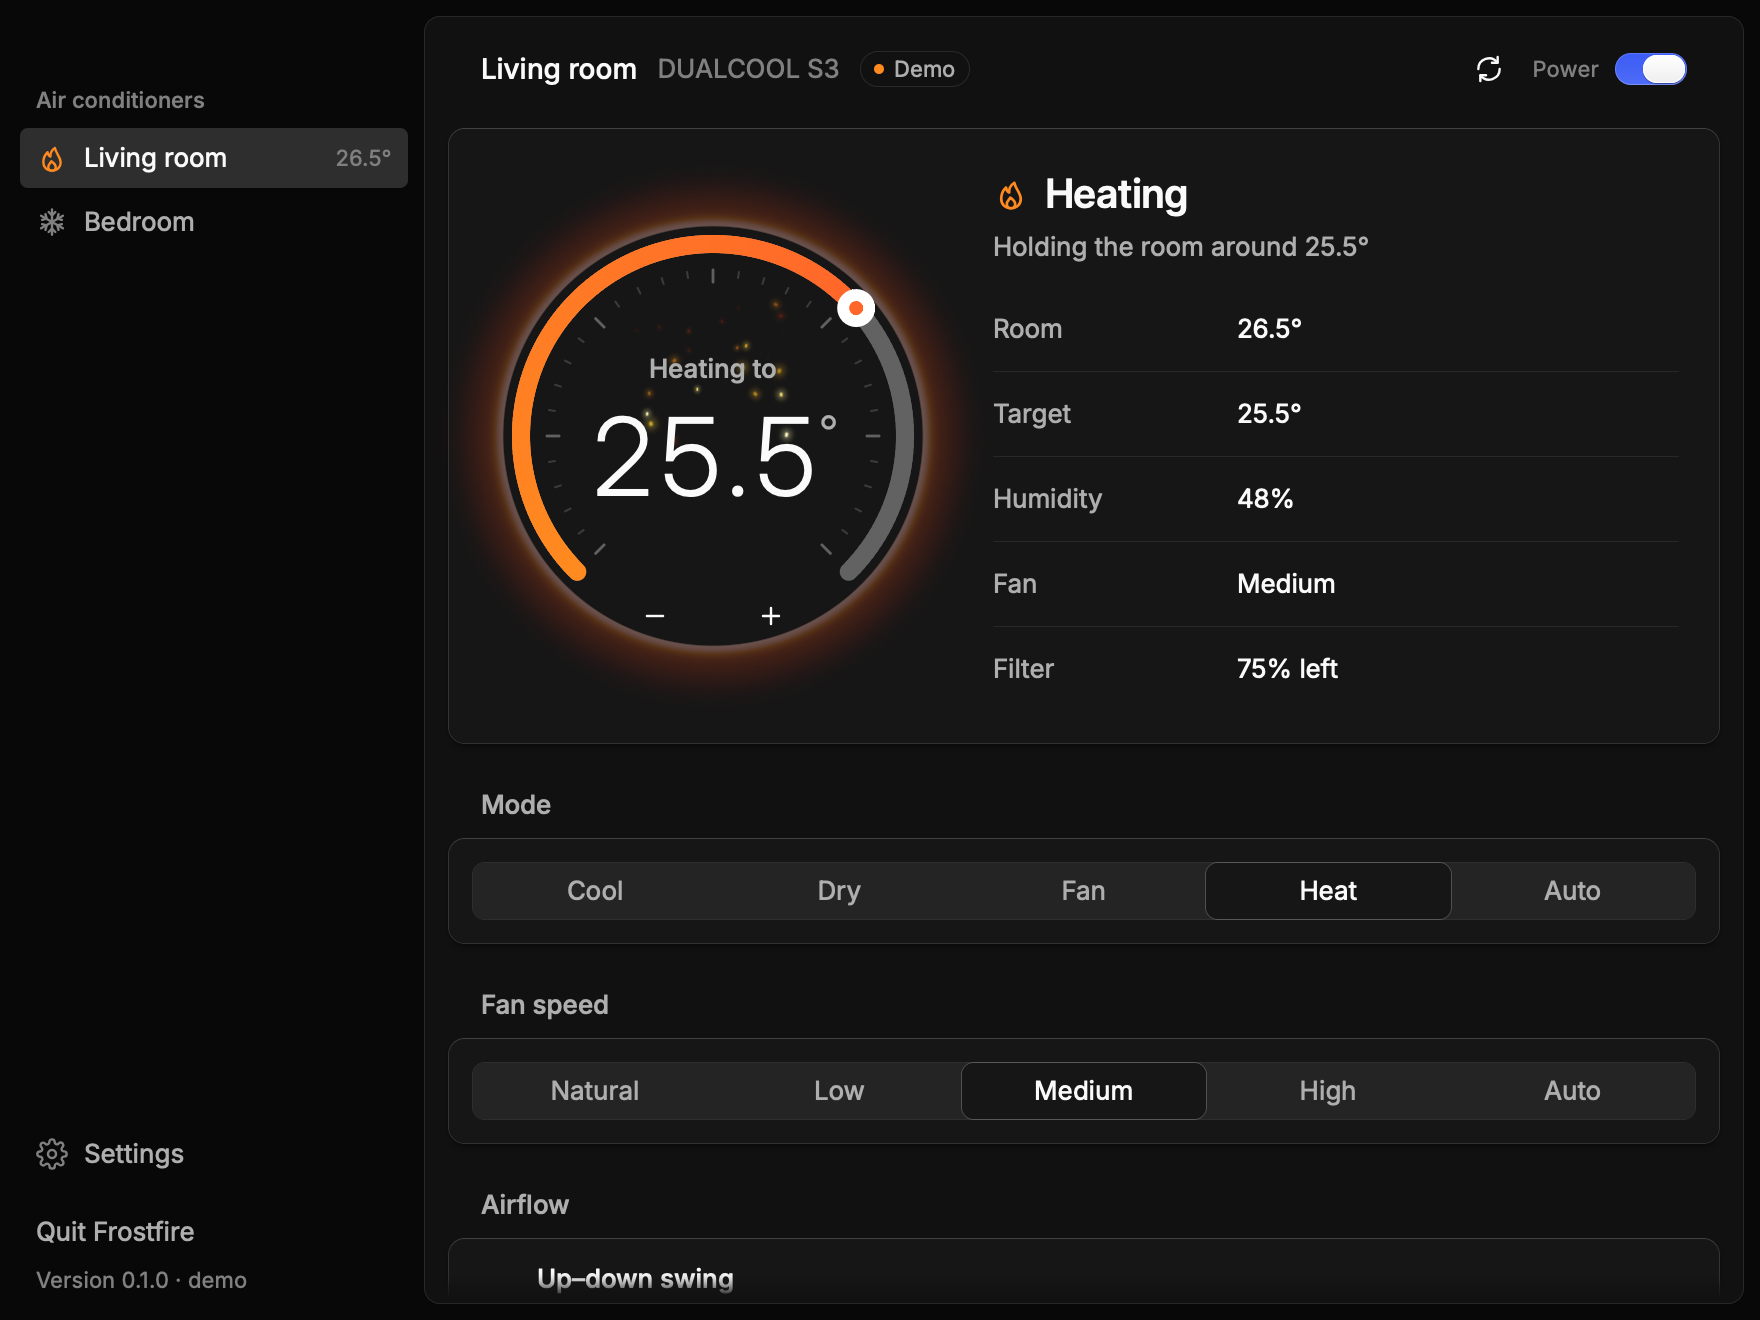 Air conditioners
Living room 26.5°
Bedroom
Settings
Quit Frostfire
Version 0.1.0 · demo
Living room DUALCOOL S3 Demo
Power
Heating to
25.5°
− +
Heating
Holding the room around 25.5°
Room 26.5°
Target 25.5°
Humidity 48%
Fan Medium
Filter 75% left
Mode
Cool Dry Fan Heat Auto
Fan speed
Natural Low Medium High Auto
Airflow
Up–down swing